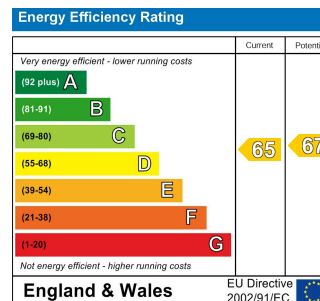 Energy Efficiency Rating
Current Potenti
Very energy efficient - lower running costs
(92 plus) A
(81-91) B
(69-80) C
(55-68) D
(39-54) E
(21-38) F
(1-20) G
65
67
Not energy efficient - higher running costs
England & Wales
EU Directive
2002/91/EC